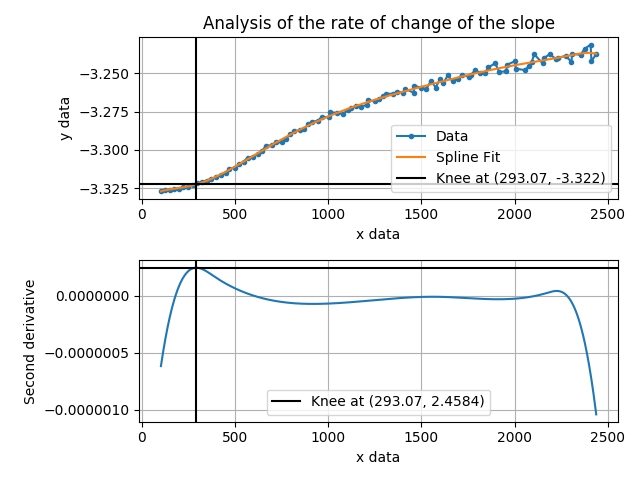 Analysis of the rate of change of the slope
−3.250
−3.275
−3.300
−3.325
y data
Data
Spline Fit
Knee at (293.07, -3.322)
0
500
1000
1500
2000
2500
x data
0.0000000
−0.0000005
−0.0000010
Second derivative
Knee at (293.07, 2.4584)
0
500
1000
1500
2000
2500
x data